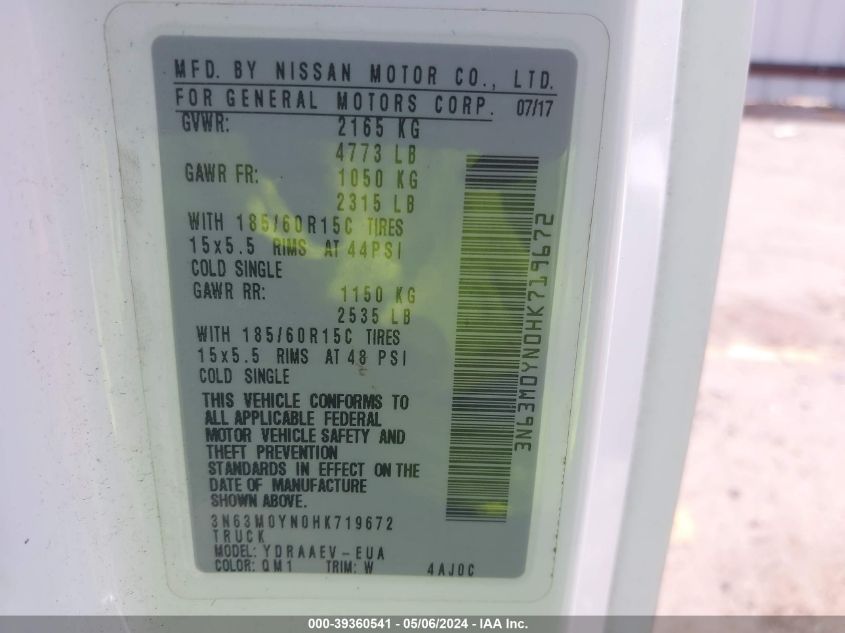 MFD. BY NISSAN MOTOR CO., LTD.
FOR GENERAL MOTORS CORP. 07/17
GVWR: 2165 KG
4773 LB
GAWR FR: 1050 KG
2315 LB
WITH 185/60R15C TIRES
15x5.5 RIMS AT 44PSI
COLD SINGLE
GAWR RR: 1150 KG
2535 LB
WITH 185/60R15C TIRES
15x5.5 RIMS AT 48 PSI
COLD SINGLE
THIS VEHICLE CONFORMS TO
ALL APPLICABLE FEDERAL
MOTOR VEHICLE SAFETY AND
THEFT PREVENTION
STANDARDS IN EFFECT ON THE
DATE OF MANUFACTURE
SHOWN ABOVE.
3N63M0YN0HK719672
TRUCK
MODEL: YDRAAEV-EUA
COLOR: QM1 TRIM: W 4AJ0C
3N63M0YN0HK719672
000-39360541 - 05/06/2024 - IAA Inc.